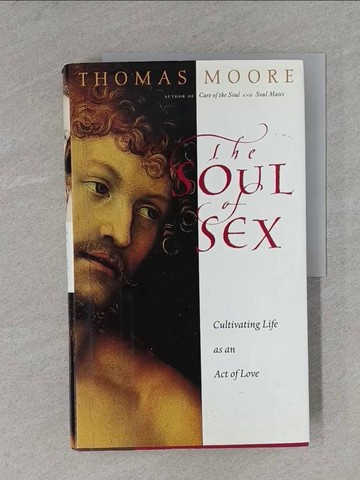 THOMAS MOORE
AUTHOR OF Care of the Soul AND Soul Mates
The
SOUL
of
SEX
Cultivating Life
as an
Act of Love